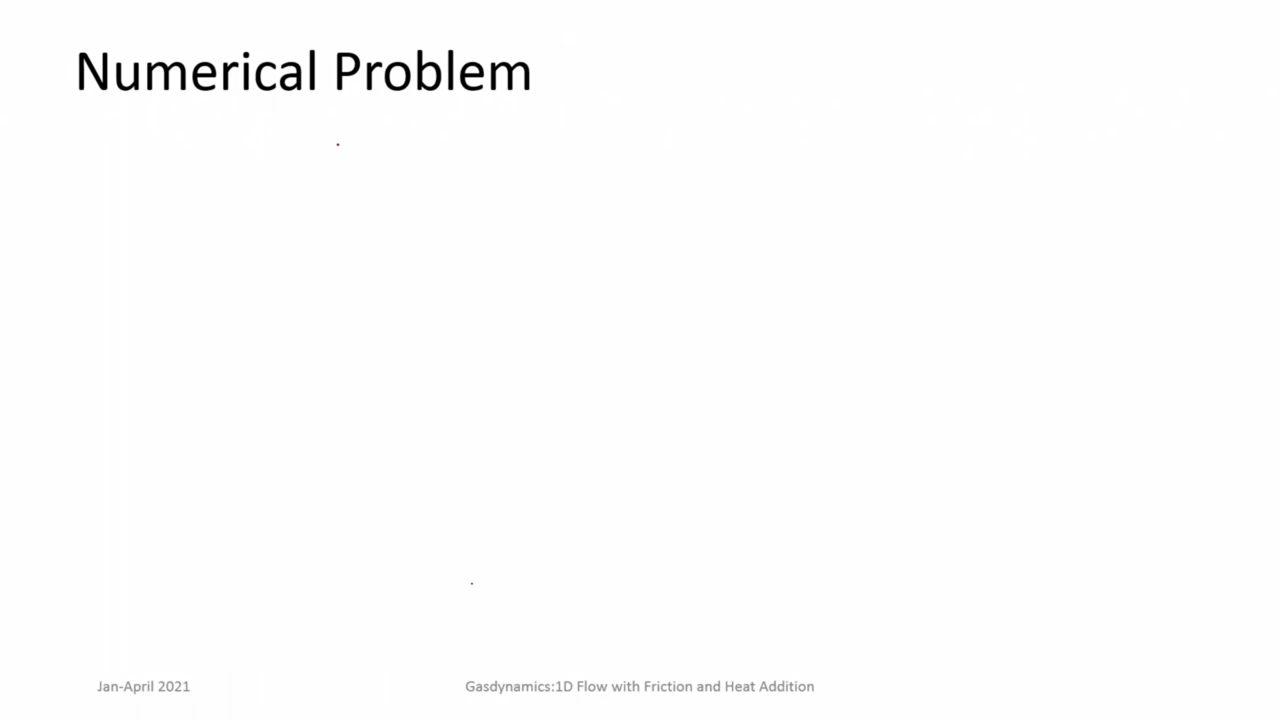 Numerical Problem
Jan-April 2021
Gasdynamics:1D Flow with Friction and Heat Addition